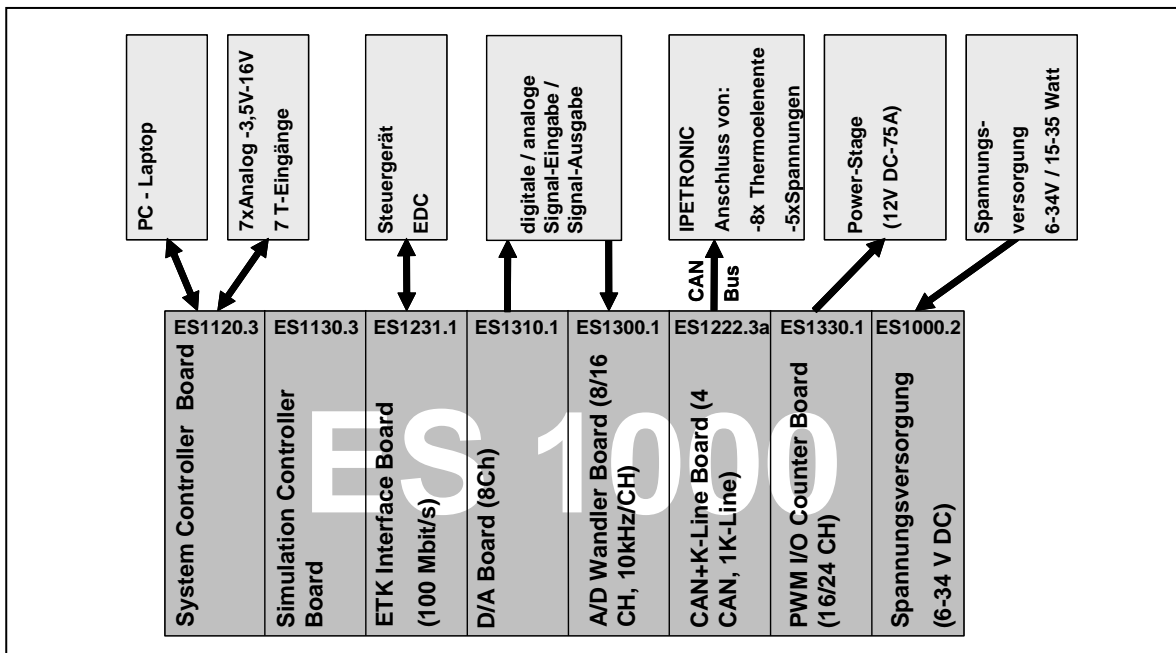 PC - Laptop
7xAnalog -3,5V-16V
7 T-Eingänge
Steuergerät
EDC
digitale / analoge
Signal-Eingabe /
Signal-Ausgabe
IPETRONIC
Anschluss von:
-8x Thermoelenente
-5xSpannungen
Power-Stage
(12V DC-75A)
Spannungs-
versorgung
6-34V / 15-35 Watt
CAN
Bus
ES1120.3
ES1130.3
ES1231.1
ES1310.1
ES1300.1
ES1222.3a
ES1330.1
ES1000.2
System Controller Board
Simulation Controller
Board
ETK Interface Board
(100 Mbit/s)
D/A Board (8Ch)
A/D Wandler Board (8/16
CH, 10kHz/CH)
CAN+K-Line Board (4
CAN, 1K-Line)
PWM I/O Counter Board
(16/24 CH)
Spannungsversorgung
(6-34 V DC)
ES 1000